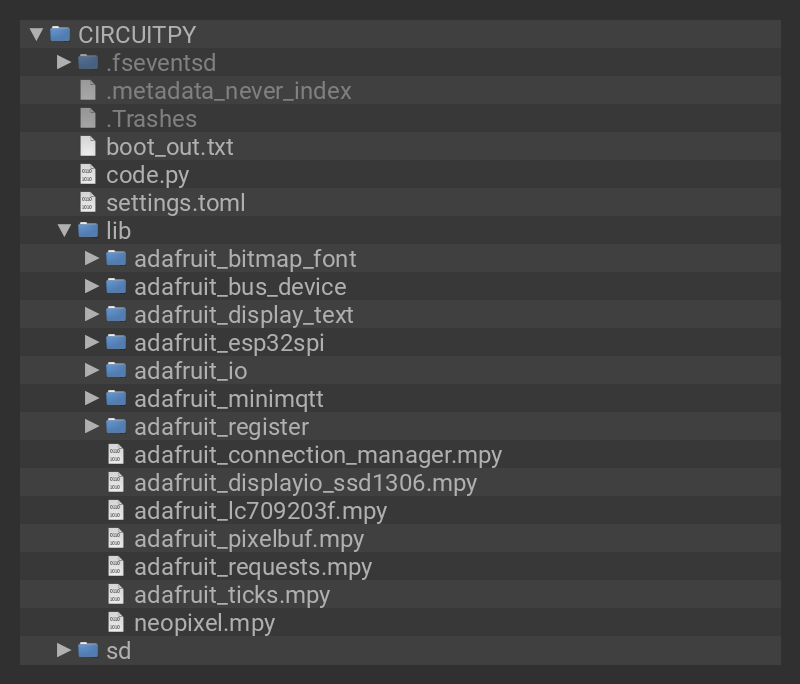 CIRCUITPY
.fseventsd
.metadata_never_index
.Trashes
boot_out.txt
code.py
settings.toml
lib
adafruit_bitmap_font
adafruit_bus_device
adafruit_display_text
adafruit_esp32spi
adafruit_io
adafruit_minimqtt
adafruit_register
adafruit_connection_manager.mpy
adafruit_displayio_ssd1306.mpy
adafruit_lc709203f.mpy
adafruit_pixelbuf.mpy
adafruit_requests.mpy
adafruit_ticks.mpy
neopixel.mpy
sd